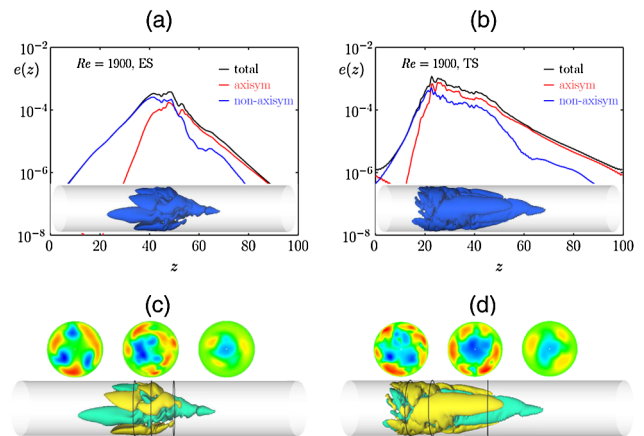 (a)
(b)
10⁻²
e(z)
10⁻⁴
10⁻⁶
10⁻⁸
Re = 1900, ES
total
axisym
non-axisym
0 20 40 60 80 100
z
10⁻²
e(z)
10⁻⁴
10⁻⁶
10⁻⁸
Re = 1900, TS
total
axisym
non-axisym
0 20 40 60 80 100
z
(c)
(d)